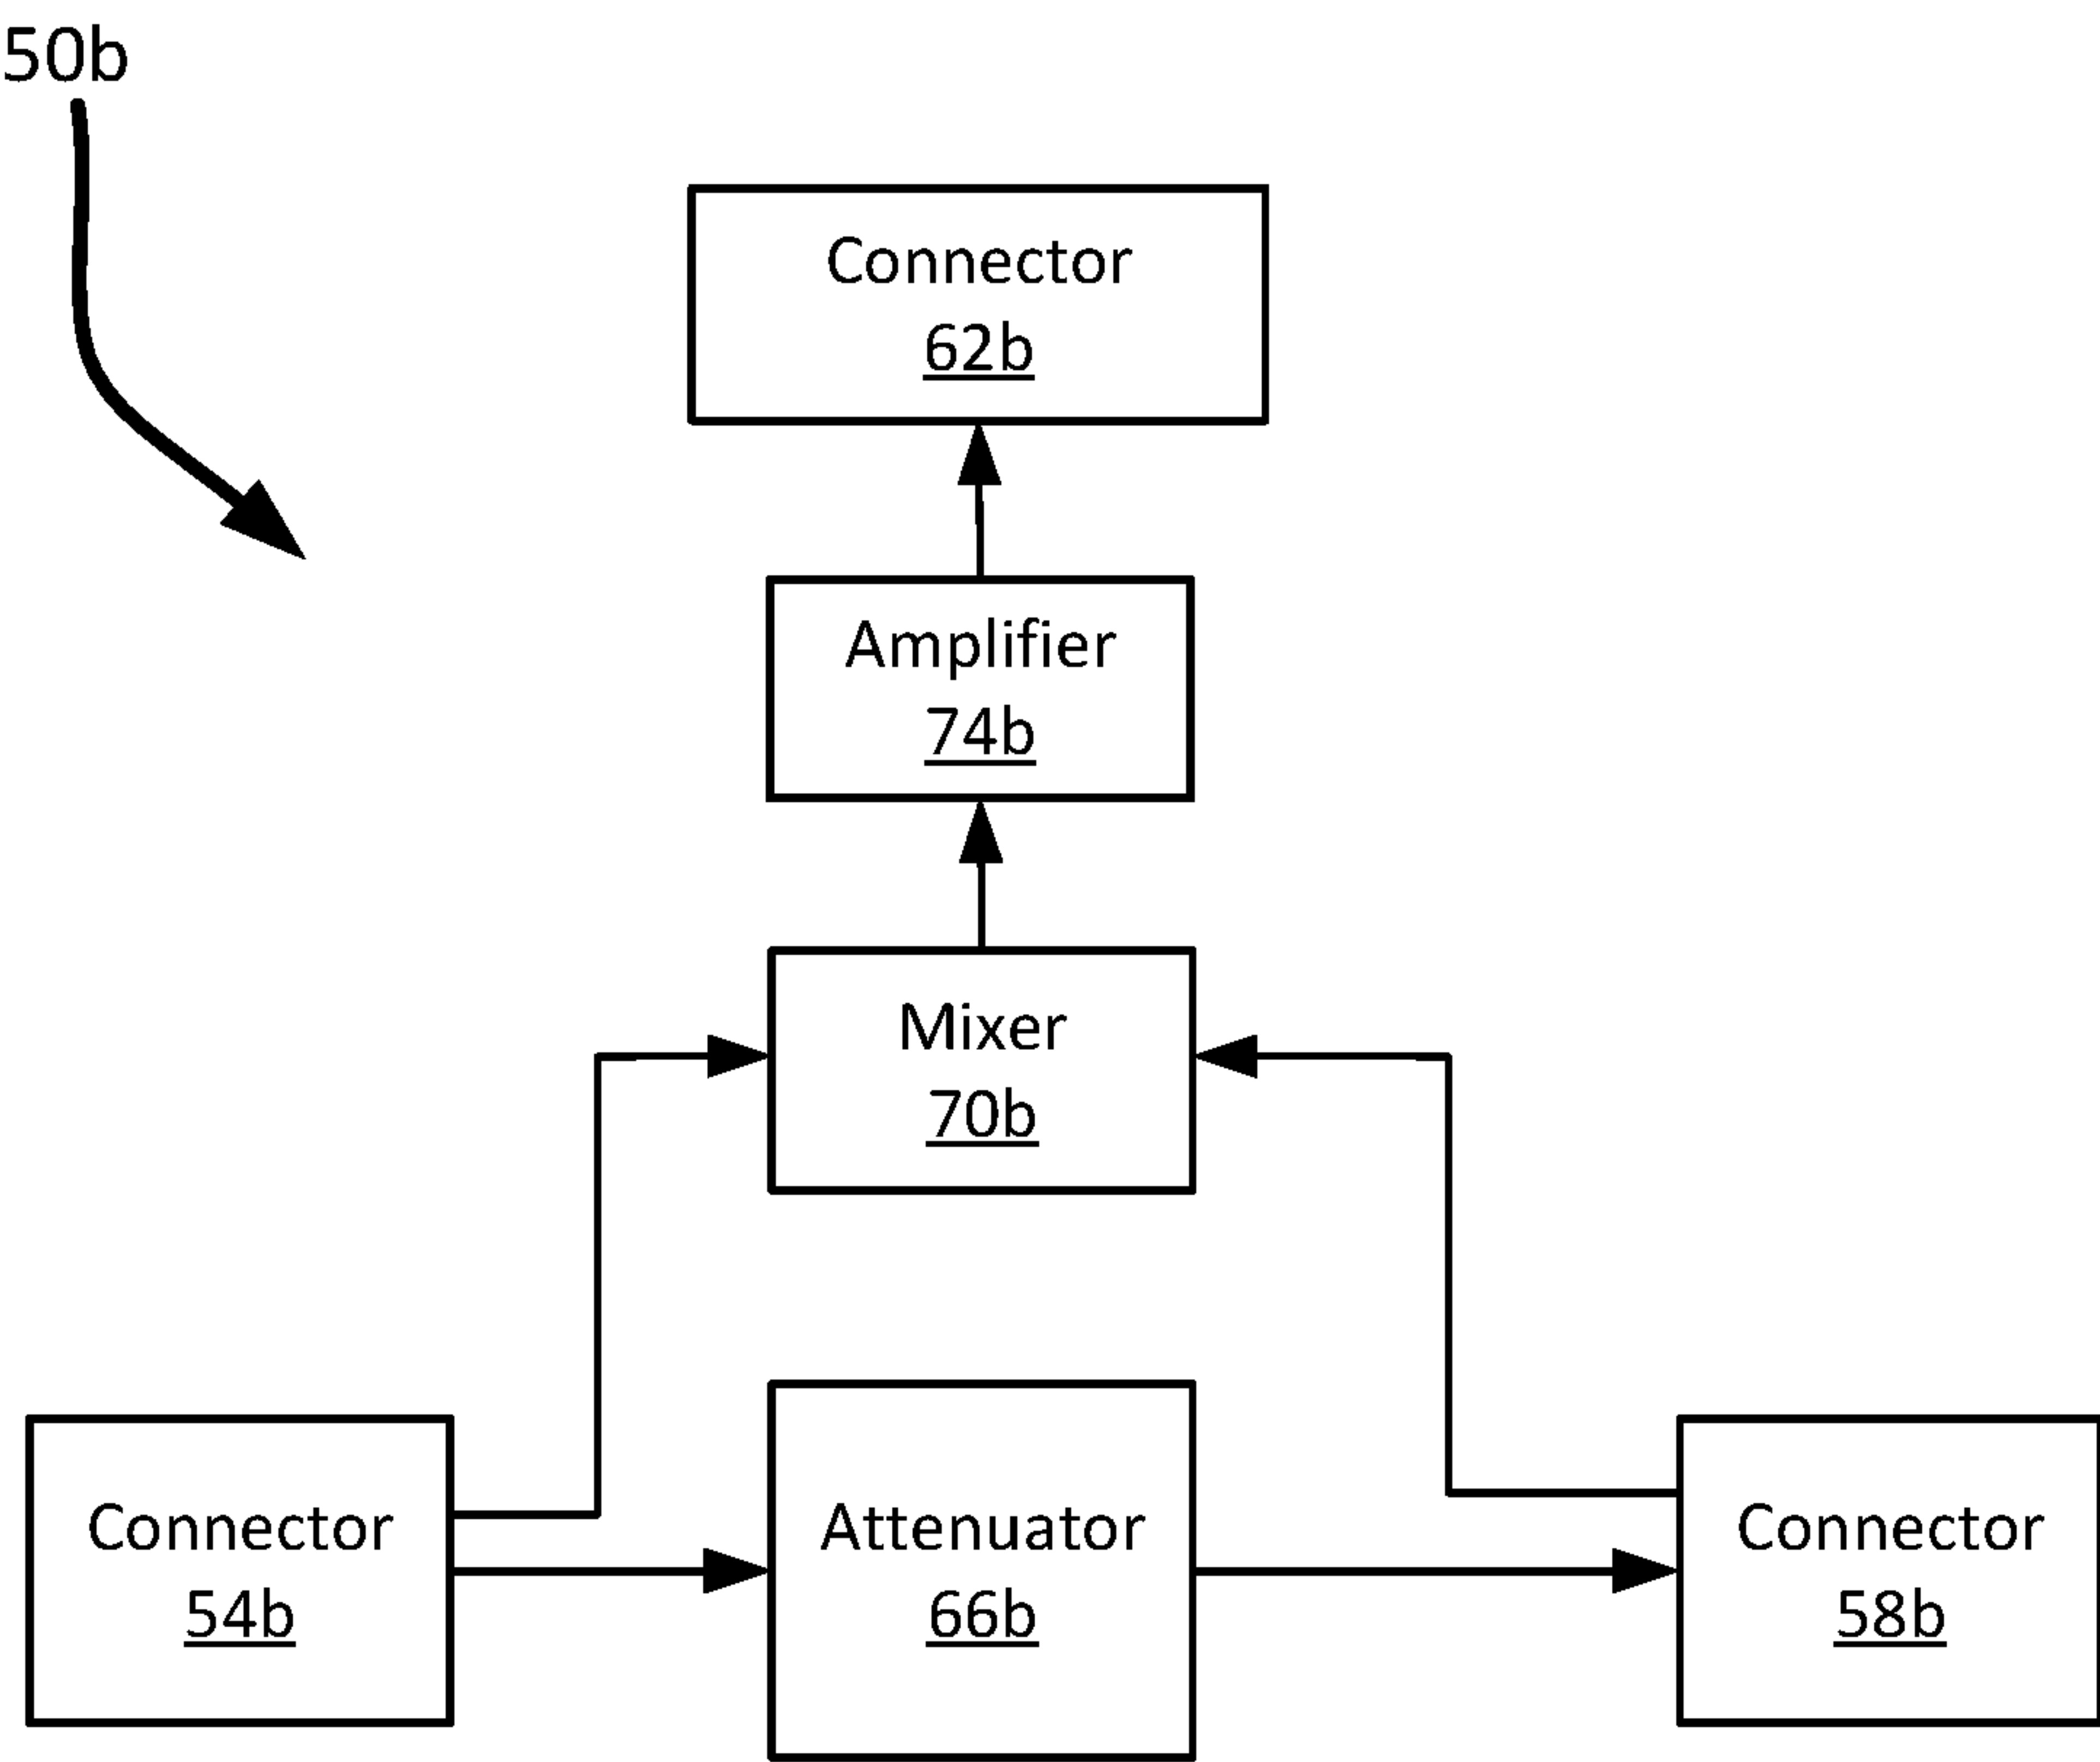 50b
Connector
62b
Amplifier
74b
Mixer
70b
Connector
54b
Attenuator
66b
Connector
58b